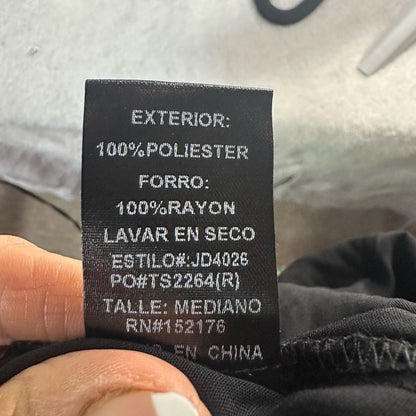 EXTERIOR:
100%POLIESTER
FORRO:
100%RAYON
LAVAR EN SECO
ESTILO#:JD4026
PO#TS2264(R)
TALLE: MEDIANO
RN#152176
EN CHINA